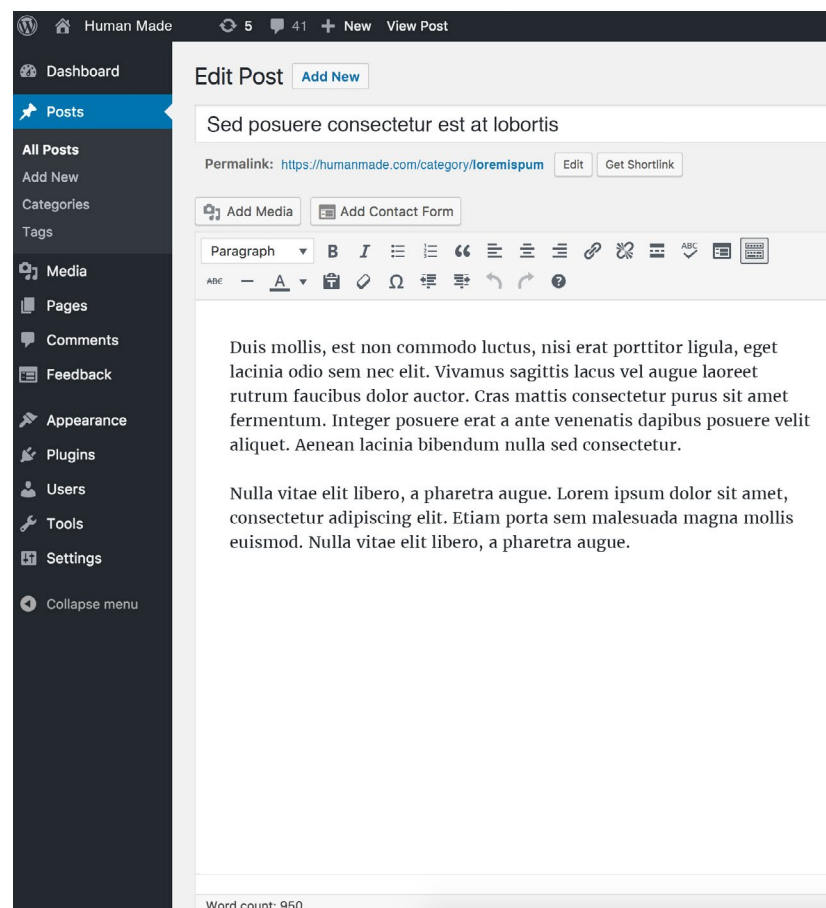 Human Made 5 41 New View Post
Dashboard
Posts
All Posts
Add New
Categories
Tags
Media
Pages
Comments
Feedback
Appearance
Plugins
Users
Tools
Settings
Collapse menu
Edit Post Add New
Sed posuere consectetur est at lobortis
Permalink: https://humanmade.com/category/loremispum Edit Get Shortlink
Add Media Add Contact Form
Paragraph B I ABC
ABC A Ω
Duis mollis, est non commodo luctus, nisi erat porttitor ligula, eget
lacinia odio sem nec elit. Vivamus sagittis lacus vel augue laoreet
rutrum faucibus dolor auctor. Cras mattis consectetur purus sit amet
fermentum. Integer posuere erat a ante venenatis dapibus posuere velit
aliquet. Aenean lacinia bibendum nulla sed consectetur.
Nulla vitae elit libero, a pharetra augue. Lorem ipsum dolor sit amet,
consectetur adipiscing elit. Etiam porta sem malesuada magna mollis
euismod. Nulla vitae elit libero, a pharetra augue.
Word count: 950